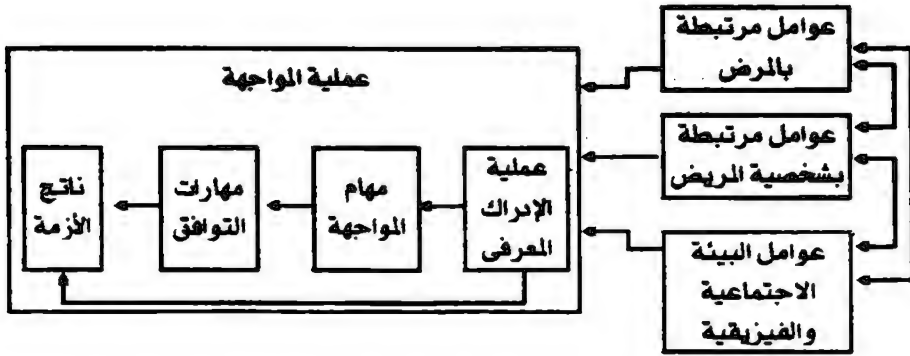 عوامل مرتبطة
بالمرض
عوامل مرتبطة
بشخصية المريض
عوامل البيئة
الاجتماعية
والفيزيقية
عملية المواجهة
عملية
الإدراك
المعرفى
مهام
المواجهة
مهارات
التوافق
ناتج
الأزمة